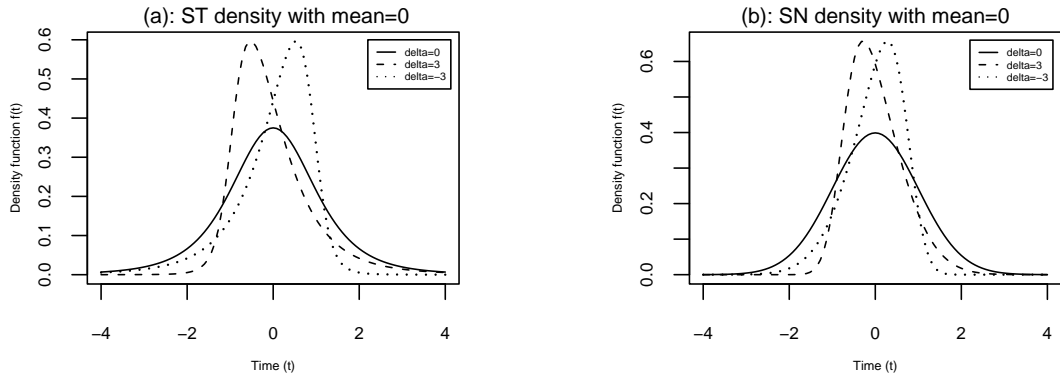 (a): ST density with mean=0
Density function f(t)
0.0 0.1 0.2 0.3 0.4 0.5 0.6
delta=0
delta=3
delta=−3
−4 −2 0 2 4
Time (t)
(b): SN density with mean=0
Density function f(t)
0.0 0.2 0.4 0.6
delta=0
delta=3
delta=−3
−4 −2 0 2 4
Time (t)